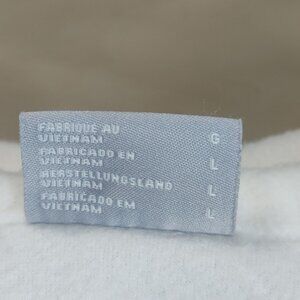 FABRIQUE AU
VIETNAM G
FABRICADO EN
VIETNAM L
HERSTELLUNGSLAND
VIETNAM L
FABRICADO EM
VIETNAM L